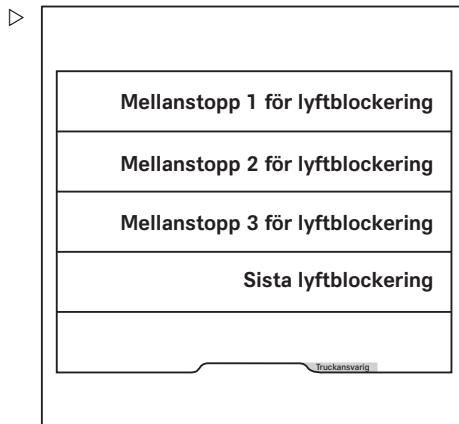 Mellanstopp 1 för lyftblockering
Mellanstopp 2 för lyftblockering
Mellanstopp 3 för lyftblockering
Sista lyftblockering
Truckansvarig